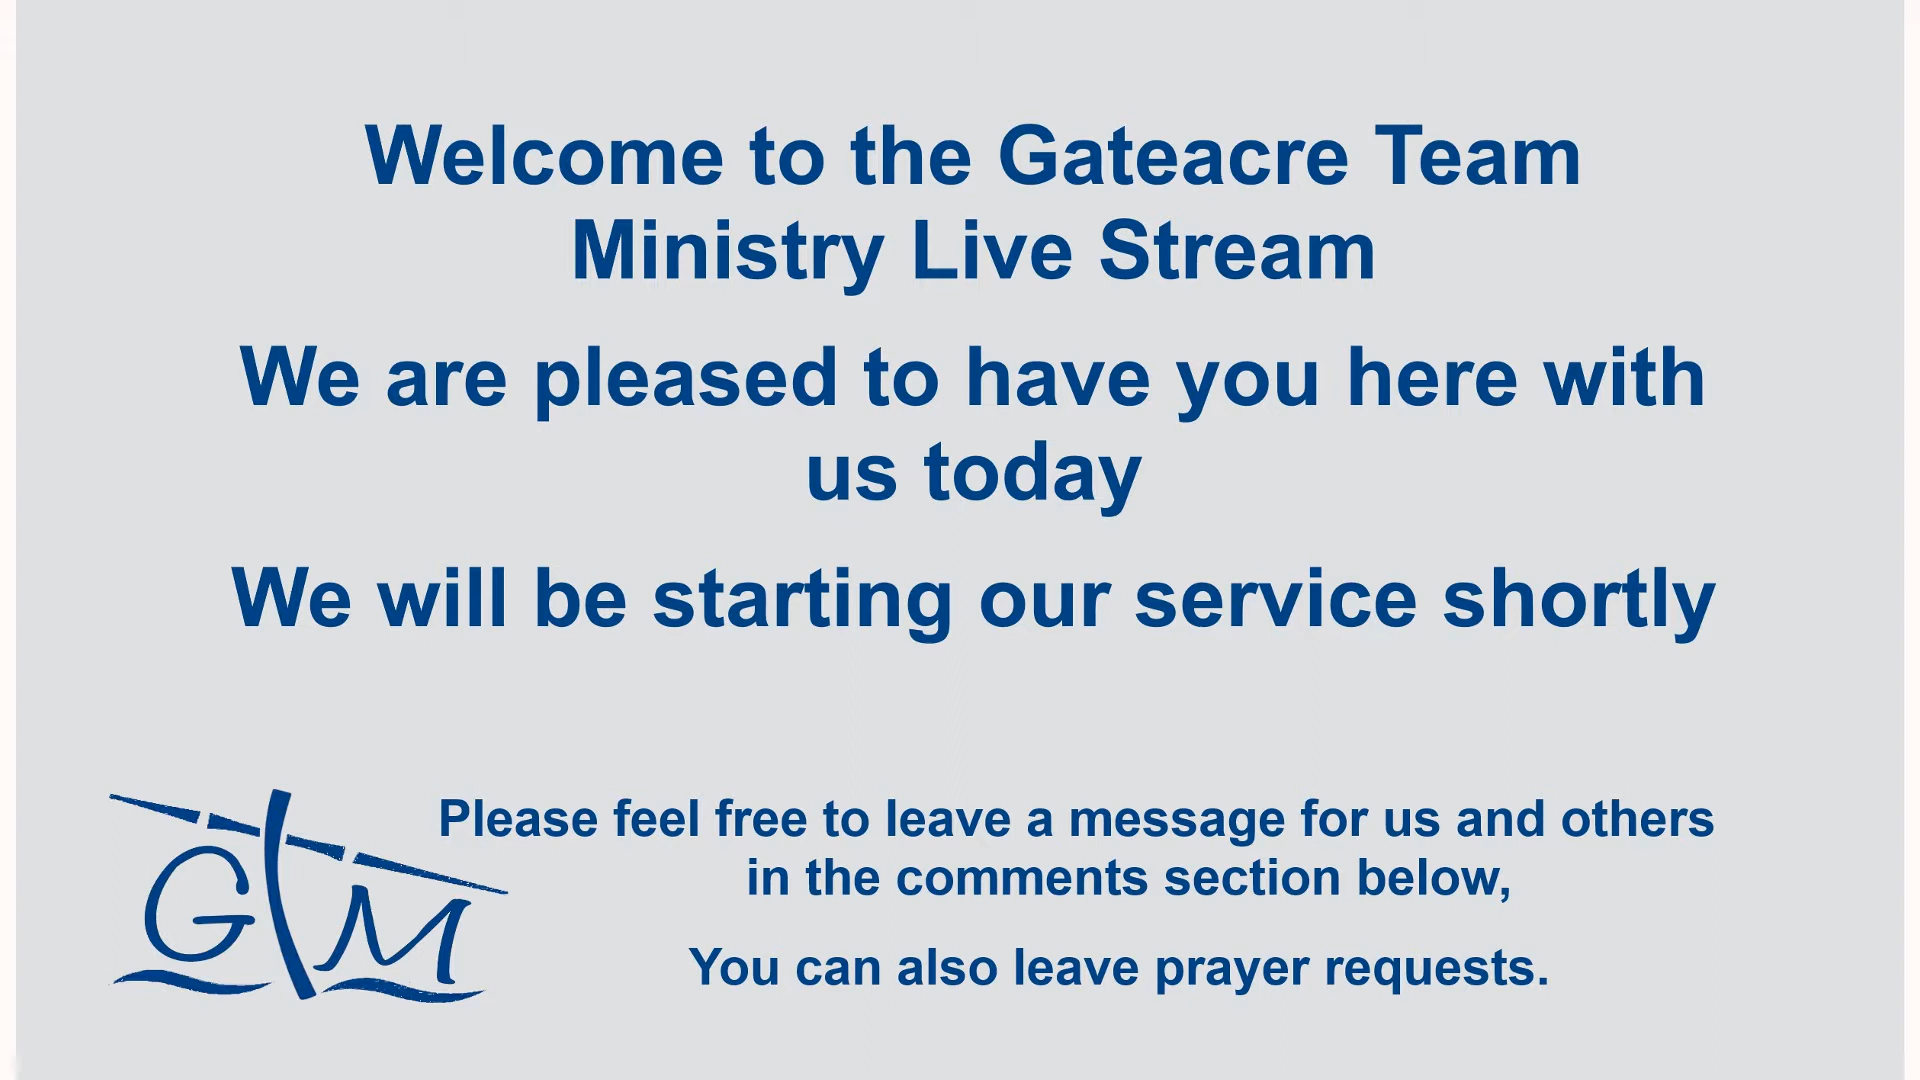 Welcome to the Gateacre Team
Ministry Live Stream
We are pleased to have you here with
us today
We will be starting our service shortly
Please feel free to leave a message for us and others
in the comments section below,
You can also leave prayer requests.
GTM